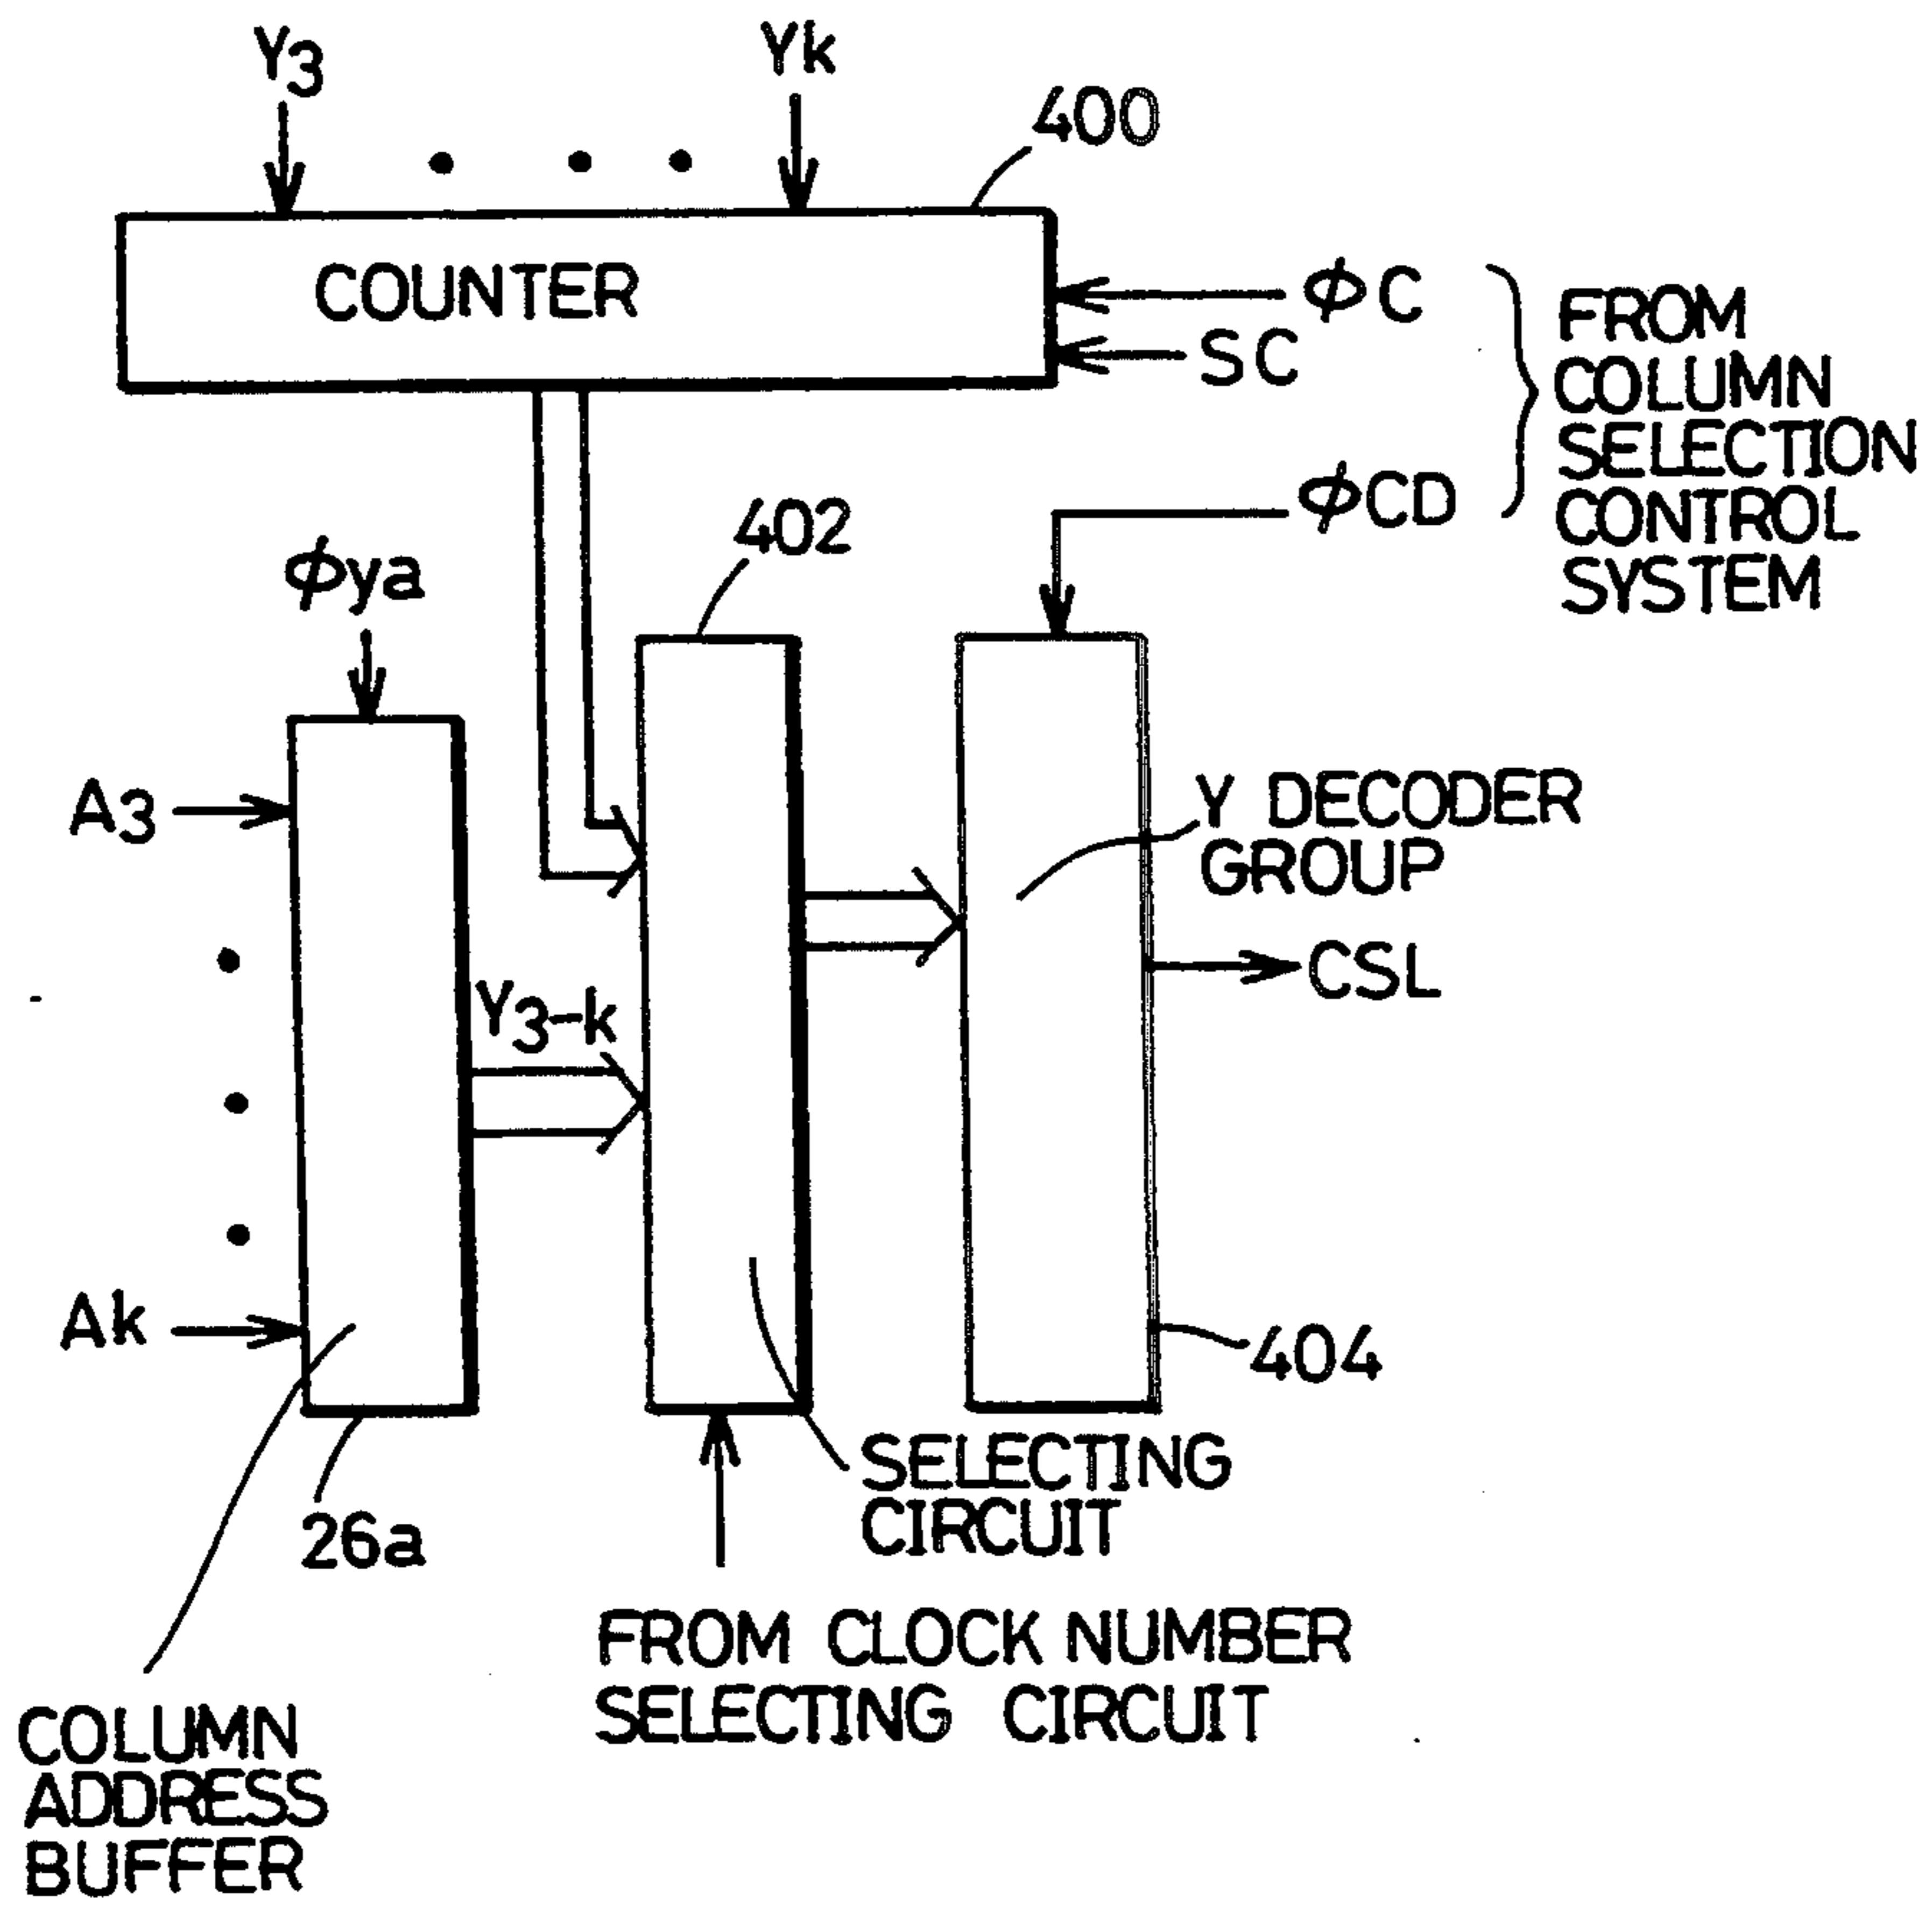 Y3
Yk
400
COUNTER
ϕC
SC
FROM
COLUMN
SELECTION
CONTROL
SYSTEM
ϕCD
402
ϕya
A3
Y DECODER
GROUP
CSL
Y3-k
Ak
404
SELECTING
CIRCUIT
26a
FROM CLOCK NUMBER
SELECTING CIRCUIT
COLUMN
ADDRESS
BUFFER